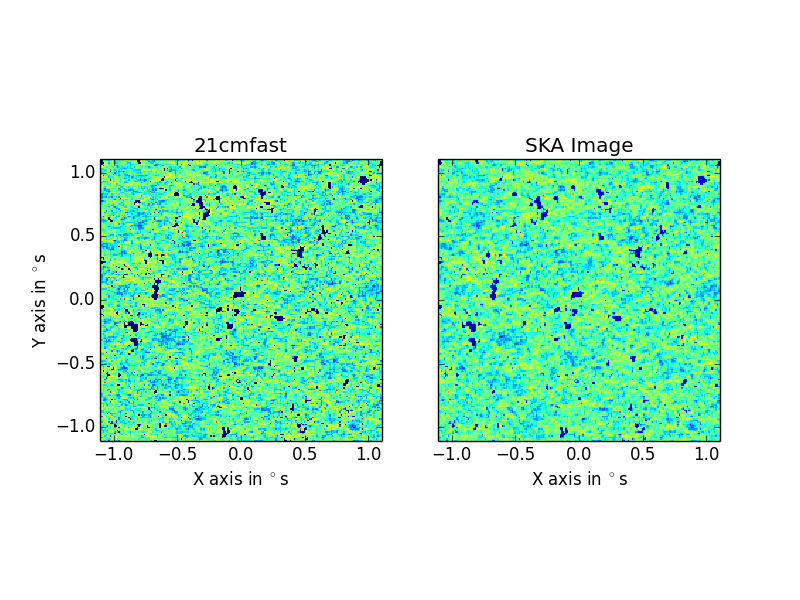 21cmfast
SKA Image
1.0
0.5
0.0
−0.5
−1.0
Y axis in °s
−1.0 −0.5 0.0 0.5 1.0
−1.0 −0.5 0.0 0.5 1.0
X axis in °s
X axis in °s